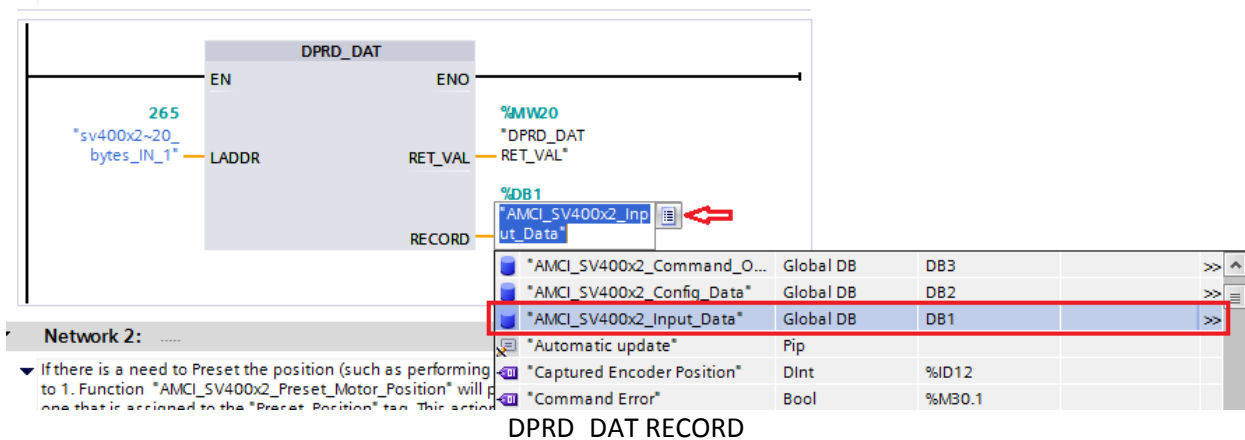 DPRD_DAT
EN
ENO
265
"sv400x2~20_
bytes_IN_1"
LADDR
%MW20
"DPRD_DAT
RET_VAL"
RET_VAL
%DB1
"AMCI_SV400x2_Inp
ut_Data"
RECORD
"AMCI_SV400x2_Command_O... Global DB DB3 >>
"AMCI_SV400x2_Config_Data" Global DB DB2 >>
"AMCI_SV400x2_Input_Data" Global DB DB1 >>
"Automatic update" Pip
"Captured Encoder Position" DInt %ID12
"Command Error" Bool %M30.1
Network 2: .....
If there is a need to Preset the position (such as performing
to 1. Function "AMCI_SV400x2_Preset_Motor_Position" will p
one that is assigned to the "Preset_Position" tag. This action
DPRD_DAT RECORD